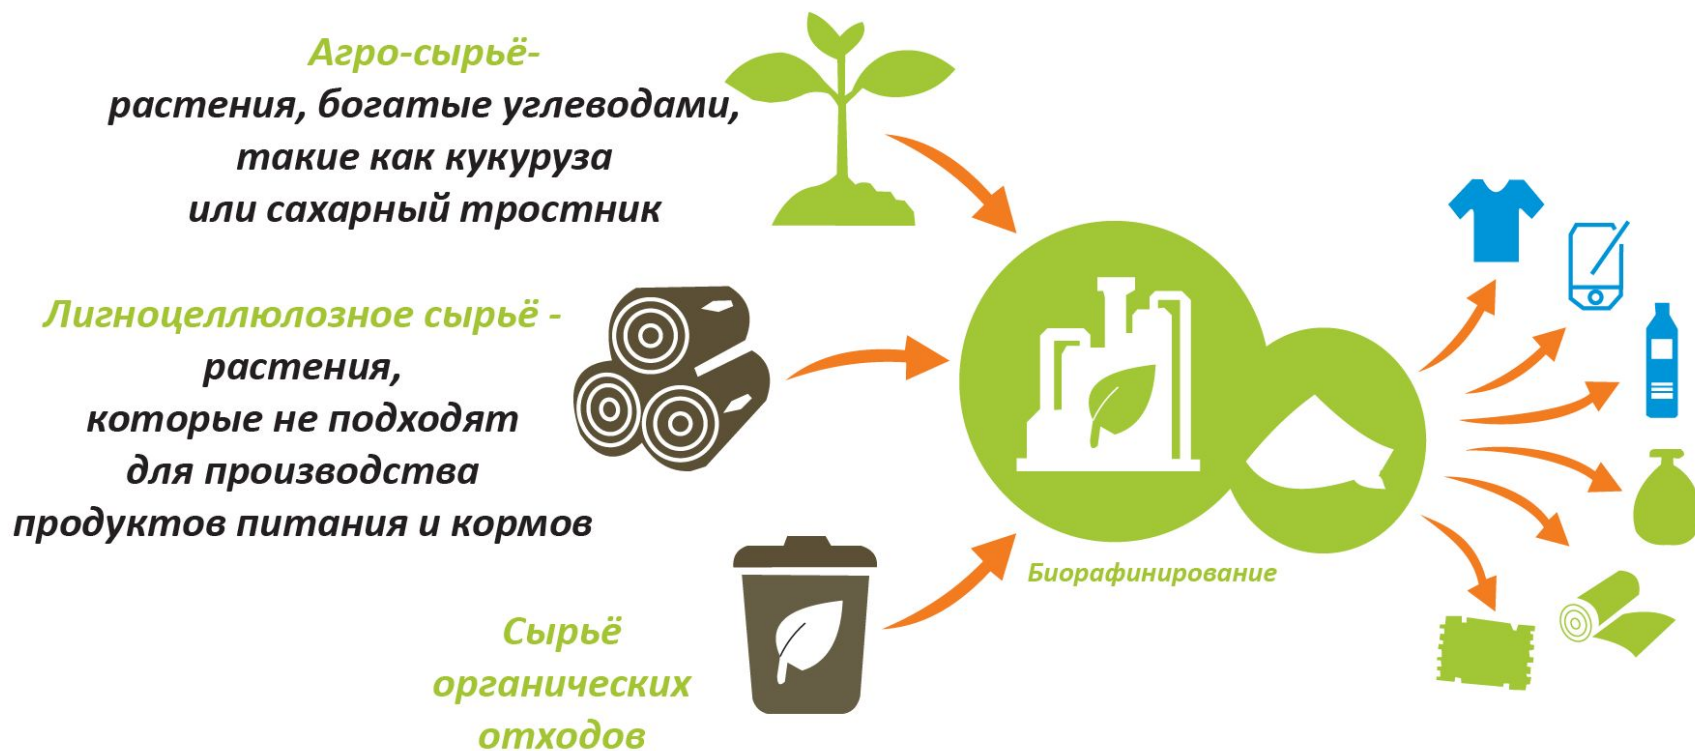 Агро-сырьё-
растения, богатые углеводами,
такие как кукуруза
или сахарный тростник
Лигноцеллюлозное сырьё -
растения,
которые не подходят
для производства
продуктов питания и кормов
Биорафинирование
Сырьё
органических
отходов